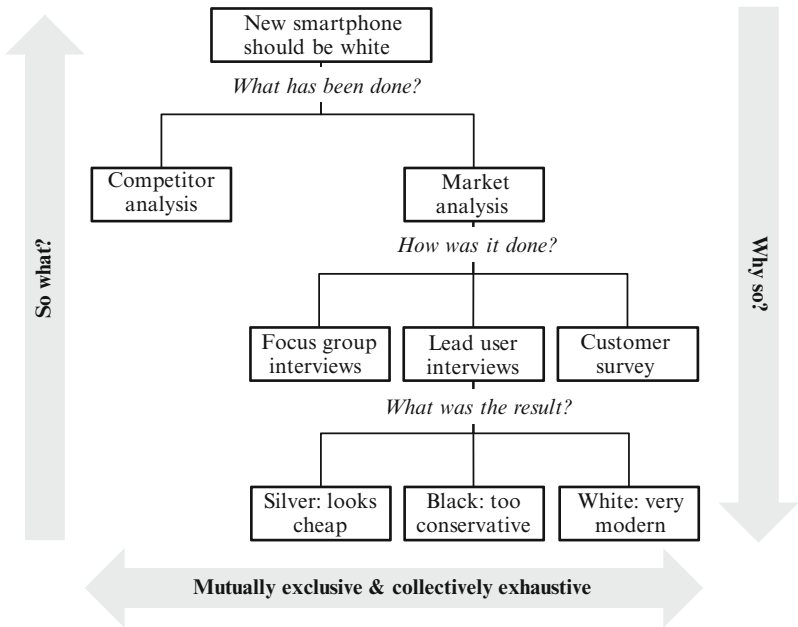 New smartphone
should be white
What has been done?
Competitor
analysis
Market
analysis
How was it done?
So what?
Why so?
Focus group
interviews
Lead user
interviews
Customer
survey
What was the result?
Silver: looks
cheap
Black: too
conservative
White: very
modern
Mutually exclusive & collectively exhaustive